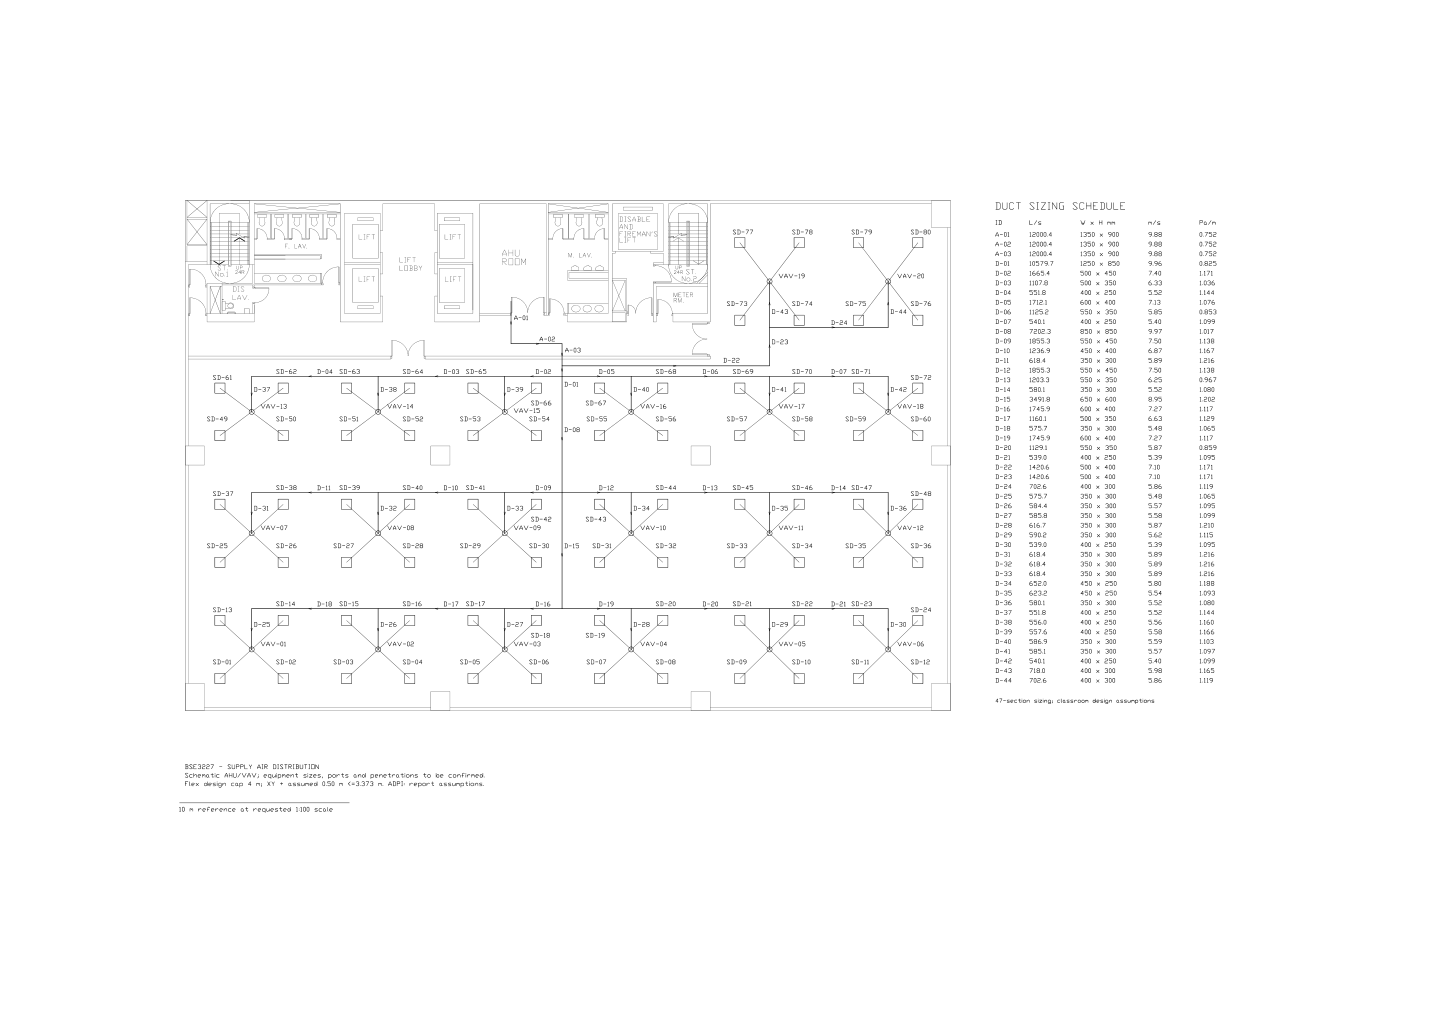 DUCT SIZING SCHEDULE
ID L/s W x H mm m/s Pa/m
A-01 12000.4 1350 x 900 9.88 0.752
A-02 12000.4 1350 x 900 9.88 0.752
A-03 12000.4 1350 x 900 9.88 0.752
D-01 10579.7 1250 x 850 9.96 0.825
D-02 1665.4 500 x 450 7.40 1.171
D-03 1107.8 500 x 350 6.33 1.036
D-04 551.8 400 x 250 5.52 1.144
D-05 1712.1 600 x 400 7.13 1.076
D-06 1125.2 550 x 350 5.85 0.853
D-07 540.1 400 x 250 5.40 1.099
D-08 7202.3 850 x 850 9.97 1.017
D-09 1855.3 550 x 450 7.50 1.138
D-10 1236.9 450 x 400 6.87 1.167
D-11 618.4 350 x 300 5.89 1.216
D-12 1855.3 550 x 450 7.50 1.138
D-13 1203.3 550 x 350 6.25 0.967
D-14 580.1 350 x 300 5.52 1.080
D-15 3491.8 650 x 600 8.95 1.202
D-16 1745.9 600 x 400 7.27 1.117
D-17 1160.1 500 x 350 6.63 1.129
D-18 575.7 350 x 300 5.48 1.065
D-19 1745.9 600 x 400 7.27 1.117
D-20 1129.1 550 x 350 5.87 0.859
D-21 539.0 400 x 250 5.39 1.095
D-22 1420.6 500 x 400 7.10 1.171
D-23 1420.6 500 x 400 7.10 1.171
D-24 702.6 400 x 300 5.86 1.119
D-25 575.7 350 x 300 5.48 1.065
D-26 584.4 350 x 300 5.57 1.095
D-27 585.8 350 x 300 5.58 1.099
D-28 616.7 350 x 300 5.87 1.210
D-29 590.2 350 x 300 5.62 1.115
D-30 539.0 400 x 250 5.39 1.095
D-31 618.4 350 x 300 5.89 1.216
D-32 618.4 350 x 300 5.89 1.216
D-33 618.4 350 x 300 5.89 1.216
D-34 652.0 450 x 250 5.80 1.188
D-35 623.2 450 x 250 5.54 1.093
D-36 580.1 350 x 300 5.52 1.080
D-37 551.8 400 x 250 5.52 1.144
D-38 556.0 400 x 250 5.56 1.160
D-39 557.6 400 x 250 5.58 1.166
D-40 586.9 350 x 300 5.59 1.103
D-41 585.1 350 x 300 5.57 1.097
D-42 540.1 400 x 250 5.40 1.099
D-43 718.0 400 x 300 5.98 1.165
D-44 702.6 400 x 300 5.86 1.119
47-section sizing; classroom design assumptions
F. LAV.
LIFT
LIFT
LIFT
LOBBY
LIFT
LIFT
AHU
ROOM
M. LAV.
DISABLE
AND
FIREMAN'S
LIFT
ST.
No.1
UP
24R
DIS
LAV.
UP
24R
ST.
No.2
METER
RM.
SD-77 SD-78 SD-79 SD-80
VAV-19 VAV-20
SD-73 SD-74 SD-75 SD-76
D-43 D-44
D-24
A-01
A-02
A-03
D-23
D-22
SD-61 SD-62 D-04 SD-63 SD-64 D-03 SD-65 D-02 D-05 SD-68 D-06 SD-69 SD-70 D-07 SD-71 SD-72
D-01
D-37 D-38 D-39 D-40 D-41 D-42
SD-66 SD-67
VAV-13 VAV-14 VAV-15 VAV-16 VAV-17 VAV-18
SD-49 SD-50 SD-51 SD-52 SD-53 SD-54 SD-55 SD-56 SD-57 SD-58 SD-59 SD-60
D-08
SD-37 SD-38 D-11 SD-39 SD-40 D-10 SD-41 D-09 D-12 SD-44 D-13 SD-45 SD-46 D-14 SD-47 SD-48
D-31 D-32 D-33 D-34 D-35 D-36
SD-42 SD-43
VAV-07 VAV-08 VAV-09 VAV-10 VAV-11 VAV-12
SD-25 SD-26 SD-27 SD-28 SD-29 SD-30 D-15 SD-31 SD-32 SD-33 SD-34 SD-35 SD-36
SD-13 SD-14 D-18 SD-15 SD-16 D-17 SD-17 D-16 D-19 SD-20 D-20 SD-21 SD-22 D-21 SD-23 SD-24
D-25 D-26 D-27 D-28 D-29 D-30
SD-18 SD-19
VAV-01 VAV-02 VAV-03 VAV-04 VAV-05 VAV-06
SD-01 SD-02 SD-03 SD-04 SD-05 SD-06 SD-07 SD-08 SD-09 SD-10 SD-11 SD-12
BSE3227 - SUPPLY AIR DISTRIBUTION
Schematic AHU/VAV; equipment sizes, ports and penetrations to be confirmed.
Flex design cap 4 m; XY + assumed 0.50 m <=3.373 m. ADPI: report assumptions.
10 m reference at requested 1:100 scale